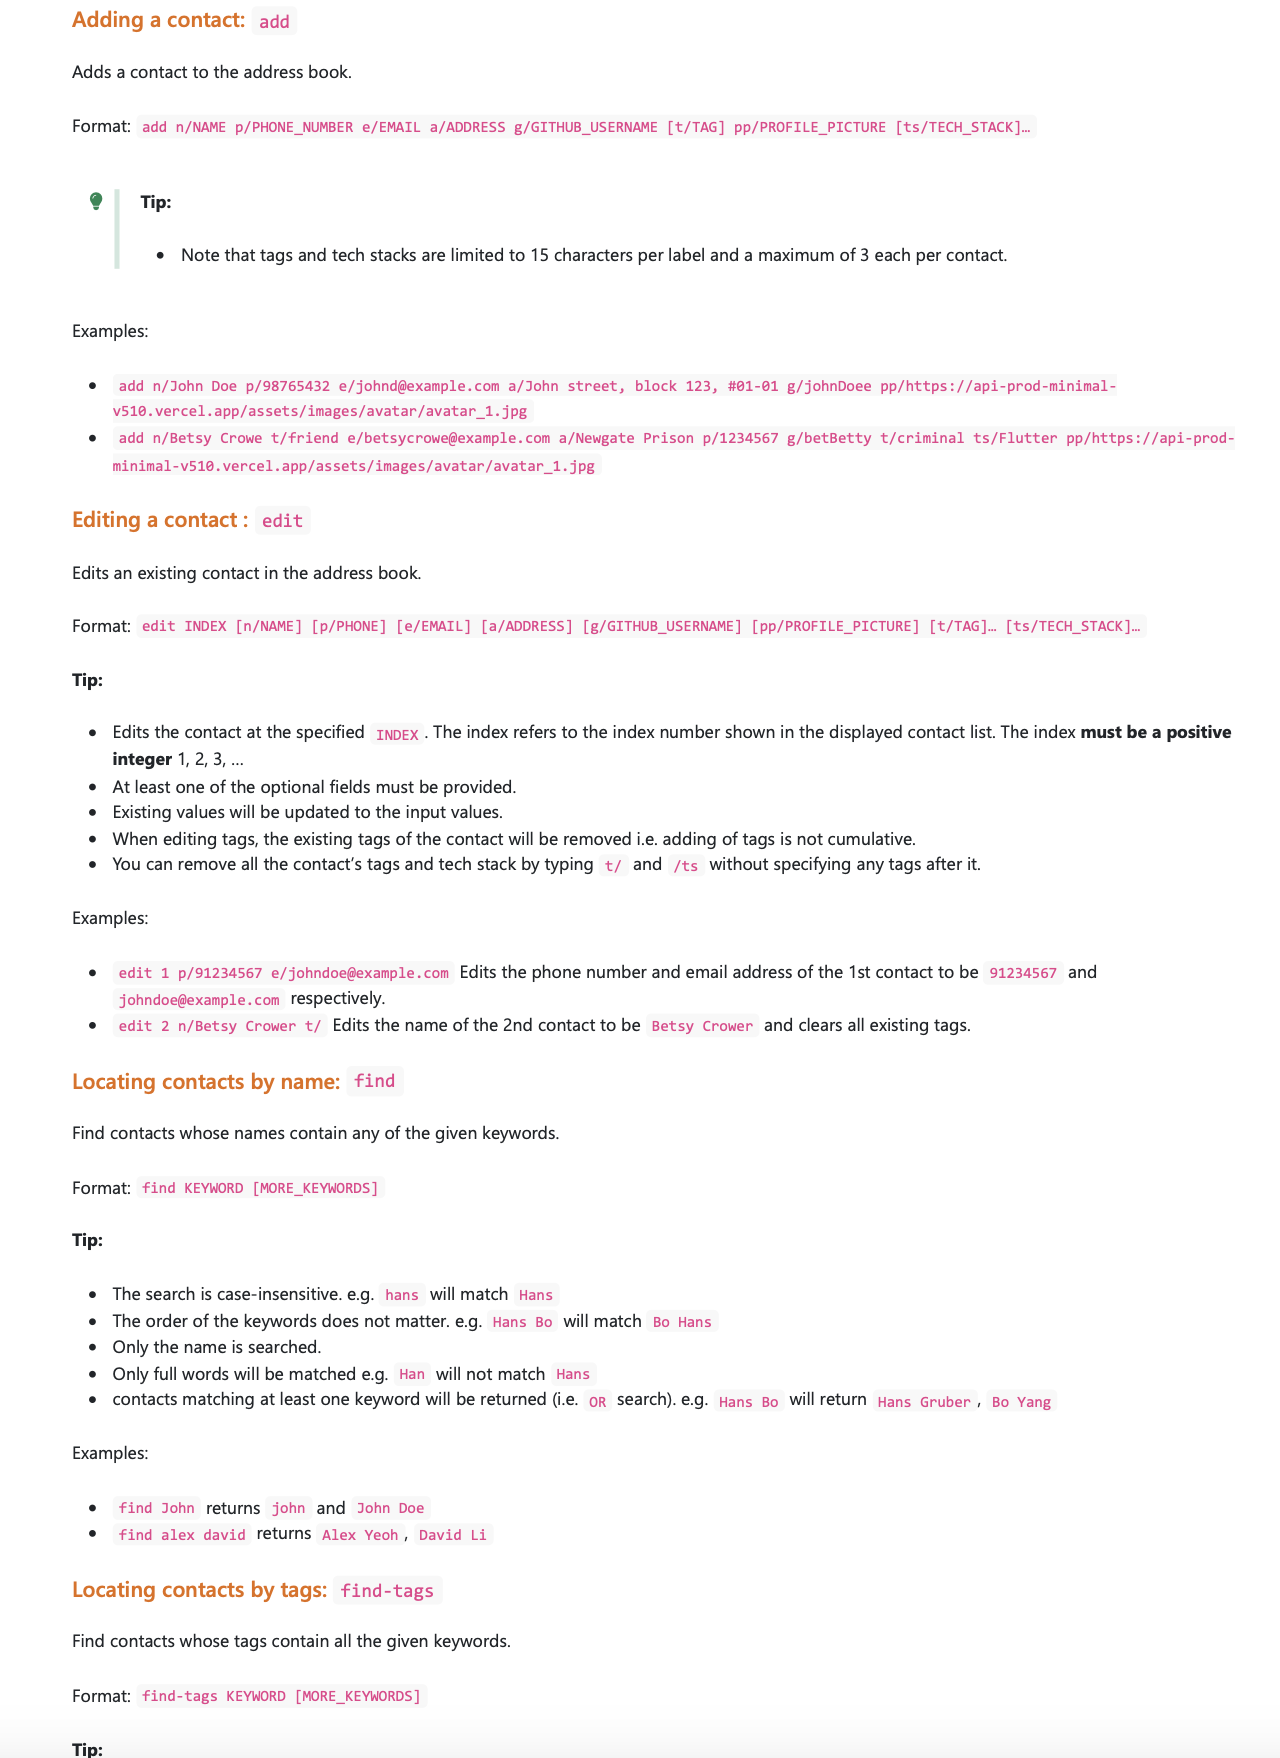 Adding a contact: add
Adds a contact to the address book.
Format: add n/NAME p/PHONE_NUMBER e/EMAIL a/ADDRESS g/GITHUB_USERNAME [t/TAG] pp/PROFILE_PICTURE [ts/TECH_STACK]…
Tip:
• Note that tags and tech stacks are limited to 15 characters per label and a maximum of 3 each per contact.
Examples:
• add n/John Doe p/98765432 e/johnd@example.com a/John street, block 123, #01-01 g/johnDoee pp/https://api-prod-minimal-
v510.vercel.app/assets/images/avatar/avatar_1.jpg
• add n/Betsy Crowe t/friend e/betsycrowe@example.com a/Newgate Prison p/1234567 g/betBetty t/criminal ts/Flutter pp/https://api-prod-
minimal-v510.vercel.app/assets/images/avatar/avatar_1.jpg
Editing a contact : edit
Edits an existing contact in the address book.
Format: edit INDEX [n/NAME] [p/PHONE] [e/EMAIL] [a/ADDRESS] [g/GITHUB_USERNAME] [pp/PROFILE_PICTURE] [t/TAG]… [ts/TECH_STACK]…
Tip:
• Edits the contact at the specified INDEX . The index refers to the index number shown in the displayed contact list. The index must be a positive
integer 1, 2, 3, …
• At least one of the optional fields must be provided.
• Existing values will be updated to the input values.
• When editing tags, the existing tags of the contact will be removed i.e. adding of tags is not cumulative.
• You can remove all the contact’s tags and tech stack by typing t/ and /ts without specifying any tags after it.
Examples:
• edit 1 p/91234567 e/johndoe@example.com Edits the phone number and email address of the 1st contact to be 91234567 and
johndoe@example.com respectively.
• edit 2 n/Betsy Crower t/ Edits the name of the 2nd contact to be Betsy Crower and clears all existing tags.
Locating contacts by name: find
Find contacts whose names contain any of the given keywords.
Format: find KEYWORD [MORE_KEYWORDS]
Tip:
• The search is case-insensitive. e.g. hans will match Hans
• The order of the keywords does not matter. e.g. Hans Bo will match Bo Hans
• Only the name is searched.
• Only full words will be matched e.g. Han will not match Hans
• contacts matching at least one keyword will be returned (i.e. OR search). e.g. Hans Bo will return Hans Gruber , Bo Yang
Examples:
• find John returns john and John Doe
• find alex david returns Alex Yeoh , David Li
Locating contacts by tags: find-tags
Find contacts whose tags contain all the given keywords.
Format: find-tags KEYWORD [MORE_KEYWORDS]
Tip: